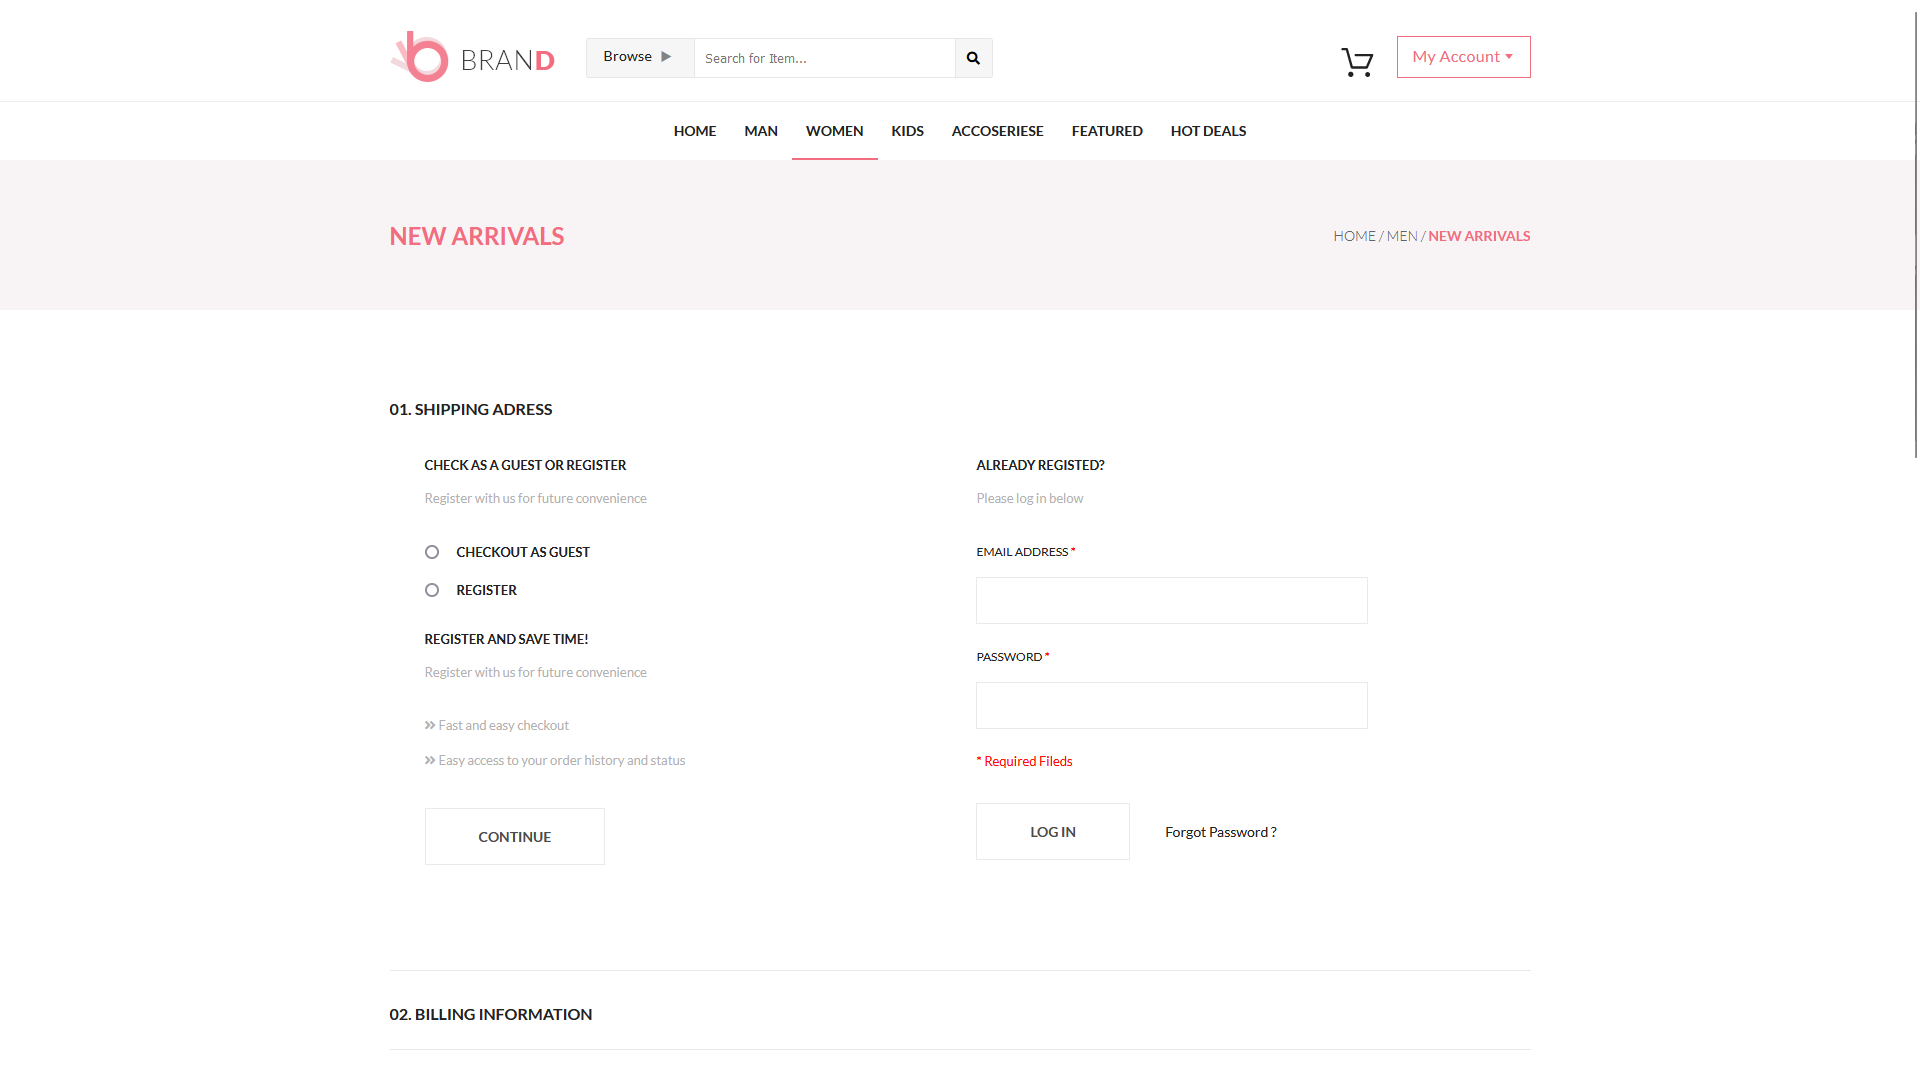 BRAND
Browse
Search for Item...
My Account
HOME MAN WOMEN KIDS ACCOSERIESE FEATURED HOT DEALS
NEW ARRIVALS
HOME / MEN / NEW ARRIVALS
01. SHIPPING ADRESS
CHECK AS A GUEST OR REGISTER
Register with us for future convenience
CHECKOUT AS GUEST
REGISTER
REGISTER AND SAVE TIME!
Register with us for future convenience
» Fast and easy checkout
» Easy access to your order history and status
CONTINUE
ALREADY REGISTED?
Please log in below
EMAIL ADDRESS *
PASSWORD *
* Required Fileds
LOG IN
Forgot Password ?
02. BILLING INFORMATION